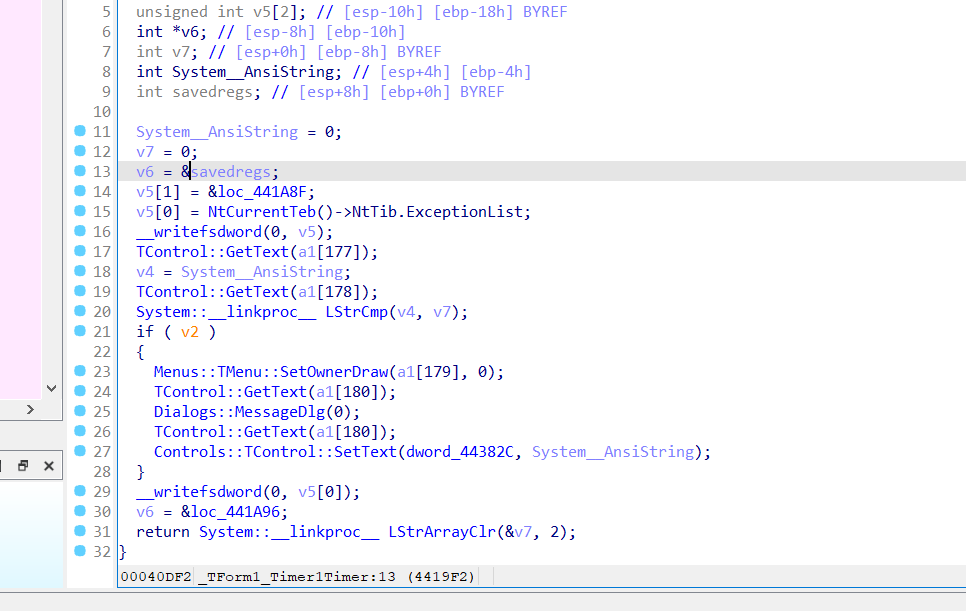 5 unsigned int v5[2]; // [esp-10h] [ebp-18h] BYREF
6 int *v6; // [esp-8h] [ebp-10h]
7 int v7; // [esp+0h] [ebp-8h] BYREF
8 int System__AnsiString; // [esp+4h] [ebp-4h]
9 int savedregs; // [esp+8h] [ebp+0h] BYREF
10
11 System__AnsiString = 0;
12 v7 = 0;
13 v6 = &savedregs;
14 v5[1] = &loc_441A8F;
15 v5[0] = NtCurrentTeb()->NtTib.ExceptionList;
16 __writefsdword(0, v5);
17 TControl::GetText(a1[177]);
18 v4 = System__AnsiString;
19 TControl::GetText(a1[178]);
20 System::__linkproc__ LStrCmp(v4, v7);
21 if ( v2 )
22 {
23 Menus::TMenu::SetOwnerDraw(a1[179], 0);
24 TControl::GetText(a1[180]);
25 Dialogs::MessageDlg(0);
26 TControl::GetText(a1[180]);
27 Controls::TControl::SetText(dword_44382C, System__AnsiString);
28 }
29 __writefsdword(0, v5[0]);
30 v6 = &loc_441A96;
31 return System::__linkproc__ LStrArrayClr(&v7, 2);
32 }
00040DF2 _TForm1_Timer1Timer:13 (4419F2)